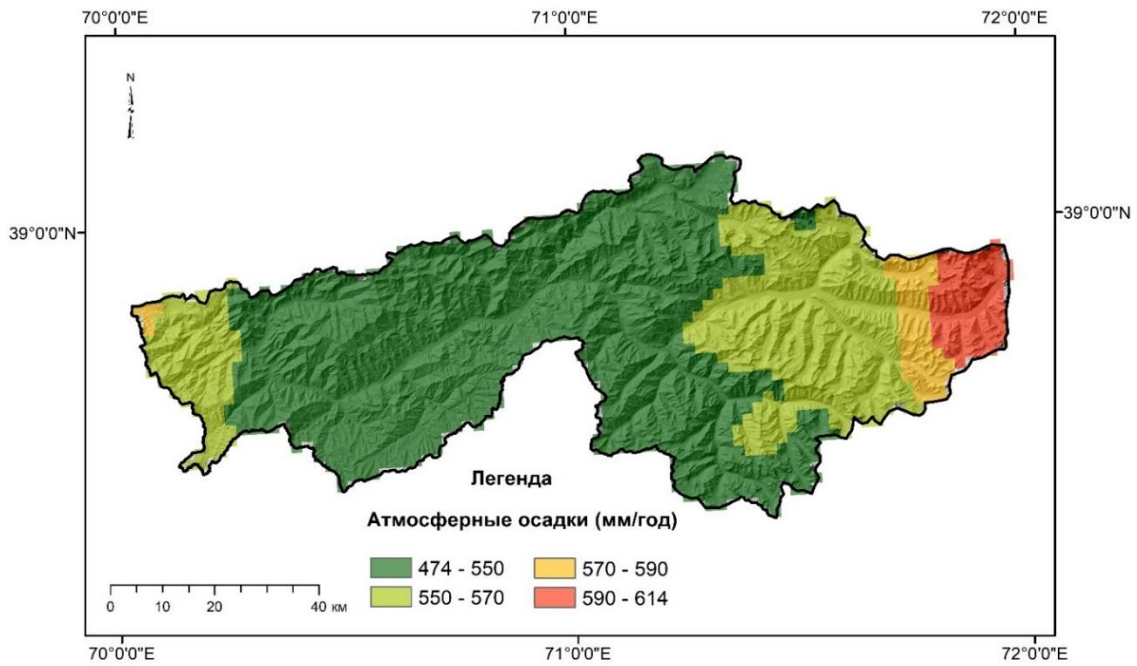 70°0'0"E 71°0'0"E 72°0'0"E
N
39°0'0"N 39°0'0"N
Легенда
Атмосферные осадки (мм/год)
474 - 550 570 - 590
550 - 570 590 - 614
0 10 20 40 км
70°0'0"E 71°0'0"E 72°0'0"E